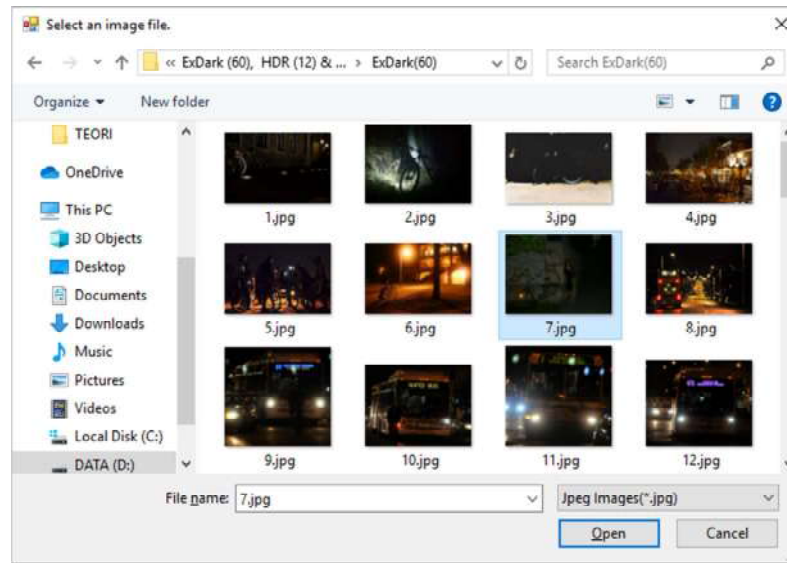 Select an image file.
« ExDark (60), HDR (12) & ... › ExDark(60)
Search ExDark(60)
Organize
New folder
TEORI
OneDrive
This PC
3D Objects
Desktop
Documents
Downloads
Music
Pictures
Videos
Local Disk (C:)
DATA (D:)
1.jpg 2.jpg 3.jpg 4.jpg
5.jpg 6.jpg 7.jpg 8.jpg
9.jpg 10.jpg 11.jpg 12.jpg
File name: 7.jpg
Jpeg Images(*.jpg)
Open Cancel